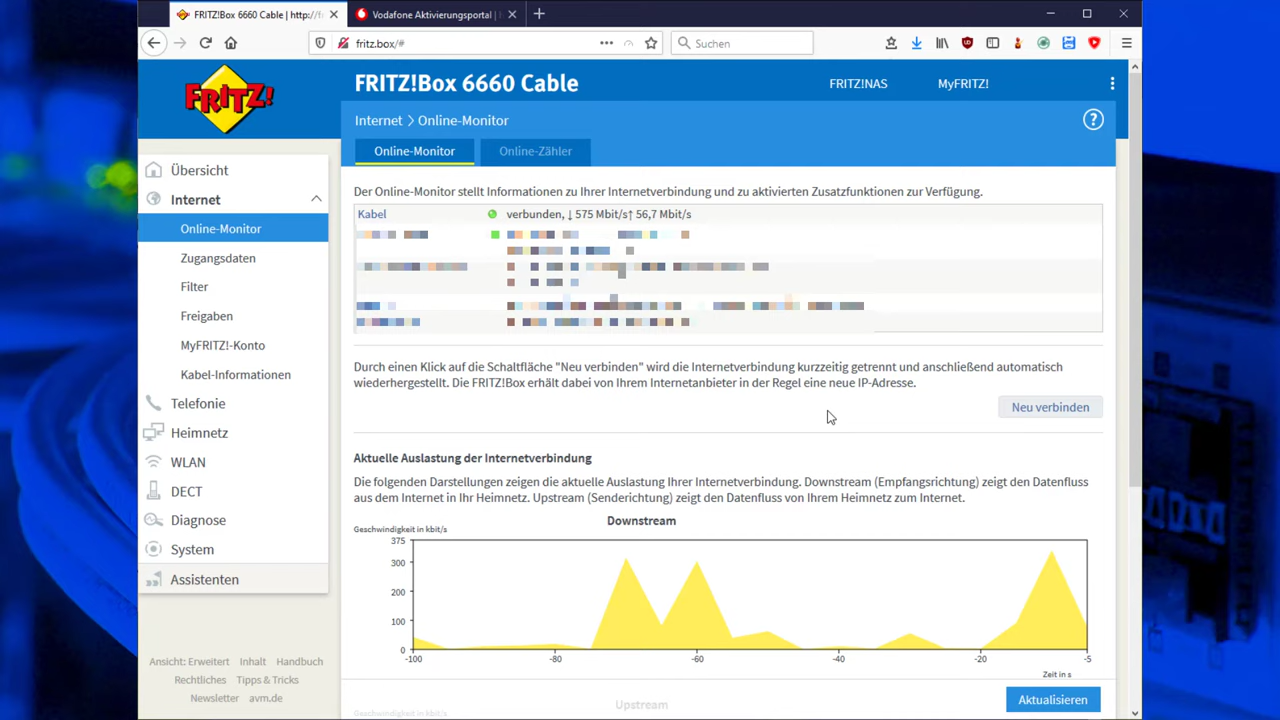 FRITZ!Box 6660 Cable | http://f
Vodafone Aktivierungsportal |
fritz.box/#
Suchen
FRITZ!
FRITZ!Box 6660 Cable
FRITZ!NAS
MyFRITZ!
Internet > Online-Monitor
?
Online-Monitor
Online-Zähler
Übersicht
Internet
Online-Monitor
Zugangsdaten
Filter
Freigaben
MyFRITZ!-Konto
Kabel-Informationen
Telefonie
Heimnetz
WLAN
DECT
Diagnose
System
Assistenten
Ansicht: Erweitert Inhalt Handbuch
Rechtliches Tipps & Tricks
Newsletter avm.de
Der Online-Monitor stellt Informationen zu Ihrer Internetverbindung und zu aktivierten Zusatzfunktionen zur Verfügung.
Kabel verbunden, ↓ 575 Mbit/s↑ 56,7 Mbit/s
Durch einen Klick auf die Schaltfläche "Neu verbinden" wird die Internetverbindung kurzzeitig getrennt und anschließend automatisch
wiederhergestellt. Die FRITZ!Box erhält dabei von Ihrem Internetanbieter in der Regel eine neue IP-Adresse.
Neu verbinden
Aktuelle Auslastung der Internetverbindung
Die folgenden Darstellungen zeigen die aktuelle Auslastung Ihrer Internetverbindung. Downstream (Empfangsrichtung) zeigt den Datenfluss
aus dem Internet in Ihr Heimnetz. Upstream (Senderichtung) zeigt den Datenfluss von Ihrem Heimnetz zum Internet.
Downstream
Geschwindigkeit in kbit/s
375
300
200
100
0
-100 -80 -60 -40 -20 -5
Zeit in s
Aktualisieren
Upstream
Geschwindigkeit in kbit/s